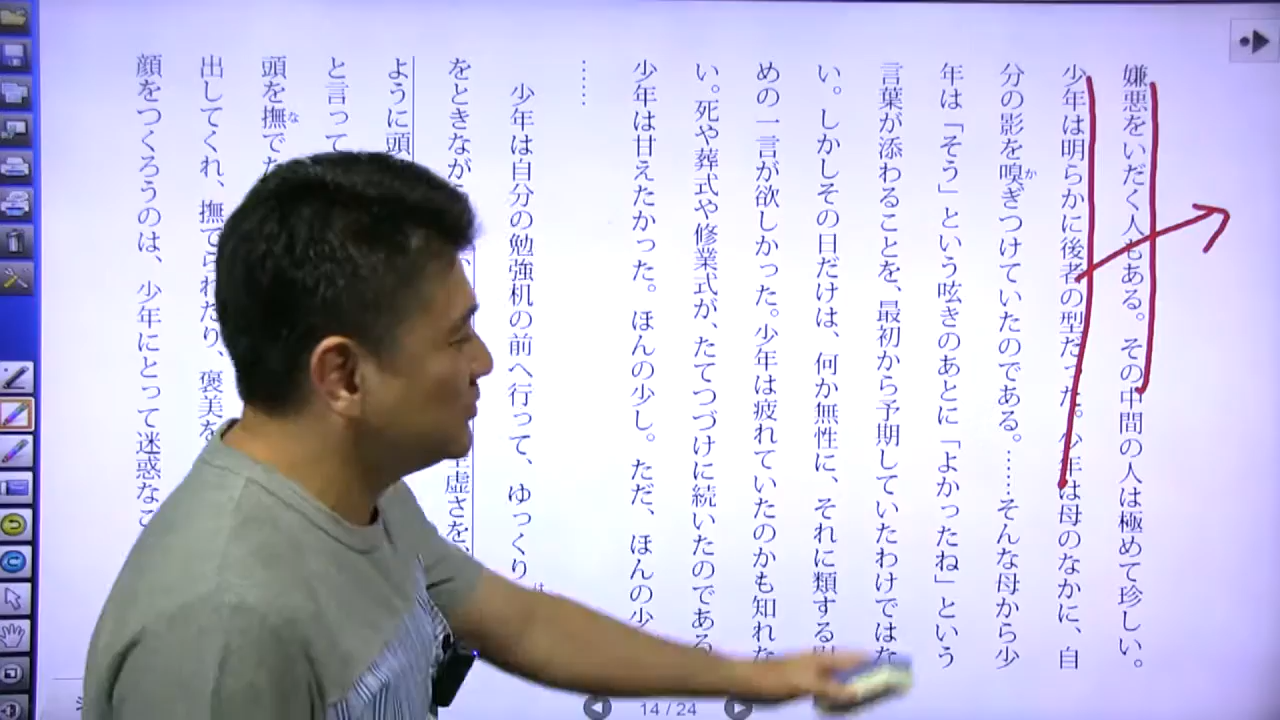 嫌悪をいだく人もある。その中間の人は極めて珍しい。
少年は明らかに後者の型だった。少年は母のなかに、自
分の影を嗅ぎつけていたのである。……そんな母から少
か
年は「そう」という呟きのあとに「よかったね」という
言葉が添わることを、最初から予期していたわけではな
い。しかしその日だけは、何か無性に、それに類する
めの一言が欲しかった。少年は疲れていたのかも知れな
い。死や葬式や修業式が、たてつづけに続いたのである
少年は甘えたかった。ほんの少し。ただ、ほんの少
……
少年は自分の勉強机の前へ行って、ゆっくり
は
をときなが
虚さを、
ように頭
と言って
頭を撫で
な
出してくれ、撫でられたり、褒美を
顔をつくろうのは、少年にとって迷惑なこ
14 / 24